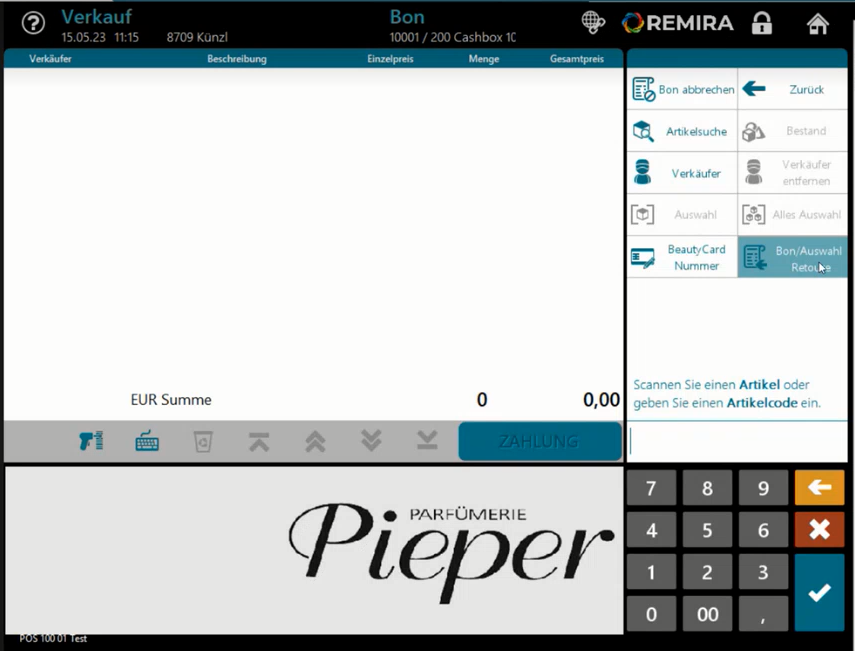 Verkauf
15.05.23 11:15 8709 Künzl
Bon
10001 / 200 Cashbox 10
REMIRA
Verkäufer Beschreibung Einzelpreis Menge Gesamtpreis
Bon abbrechen Zurück
Artikelsuche Bestand
Verkäufer Verkäufer
entfernen
Auswahl Alles Auswahl
BeautyCard Bon/Auswahl
Nummer Retoure
EUR Summe 0 0,00
Scannen Sie einen Artikel oder
geben Sie einen Artikelcode ein.
ZAHLUNG
PARFÜMERIE
Pieper
7 8 9
4 5 6
1 2 3
0 00 ,
POS 100 01 Test